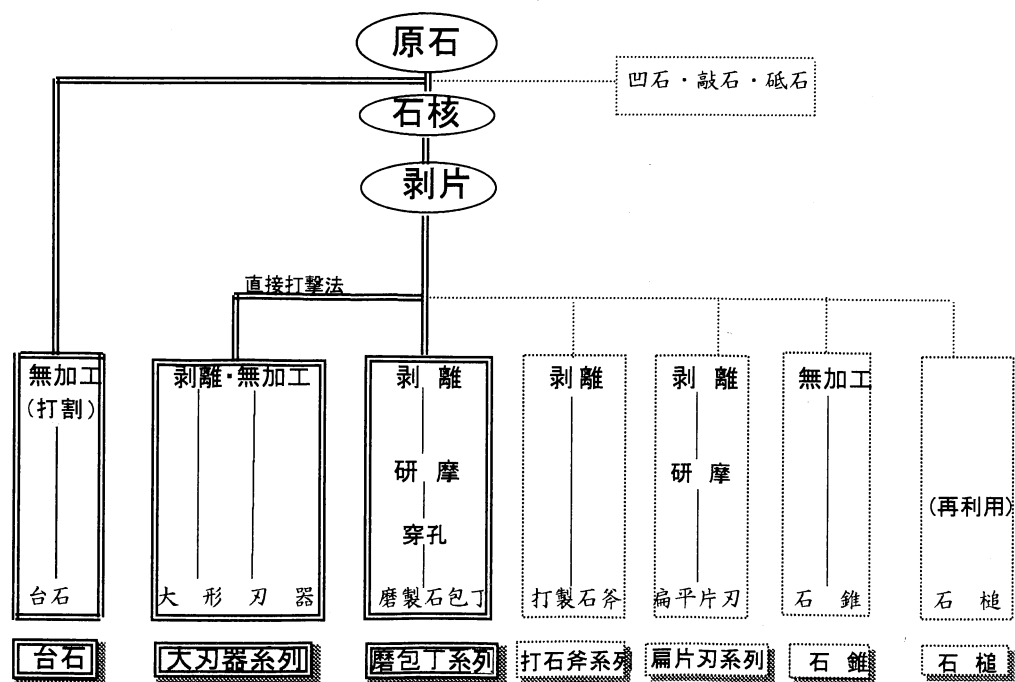 原石
凹石・敲石・砥石
石核
剥片
直接打撃法
無加工
(打割)
台石
剥離・無加工
大形刃器
剥離
研摩
穿孔
磨製石包丁
剥離
打製石斧
剥離
研摩
扁平片刃
無加工
石錐
(再利用)
石槌
台石
大刃器系列
磨包丁系列
打石斧系列
扁片刃系列
石錐
石槌